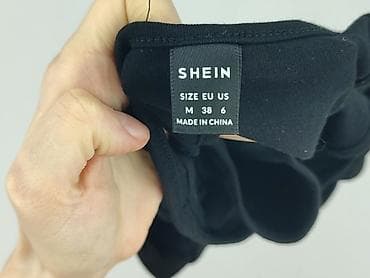 SHEIN
SIZE EU US
M 38 6
MADE IN CHINA